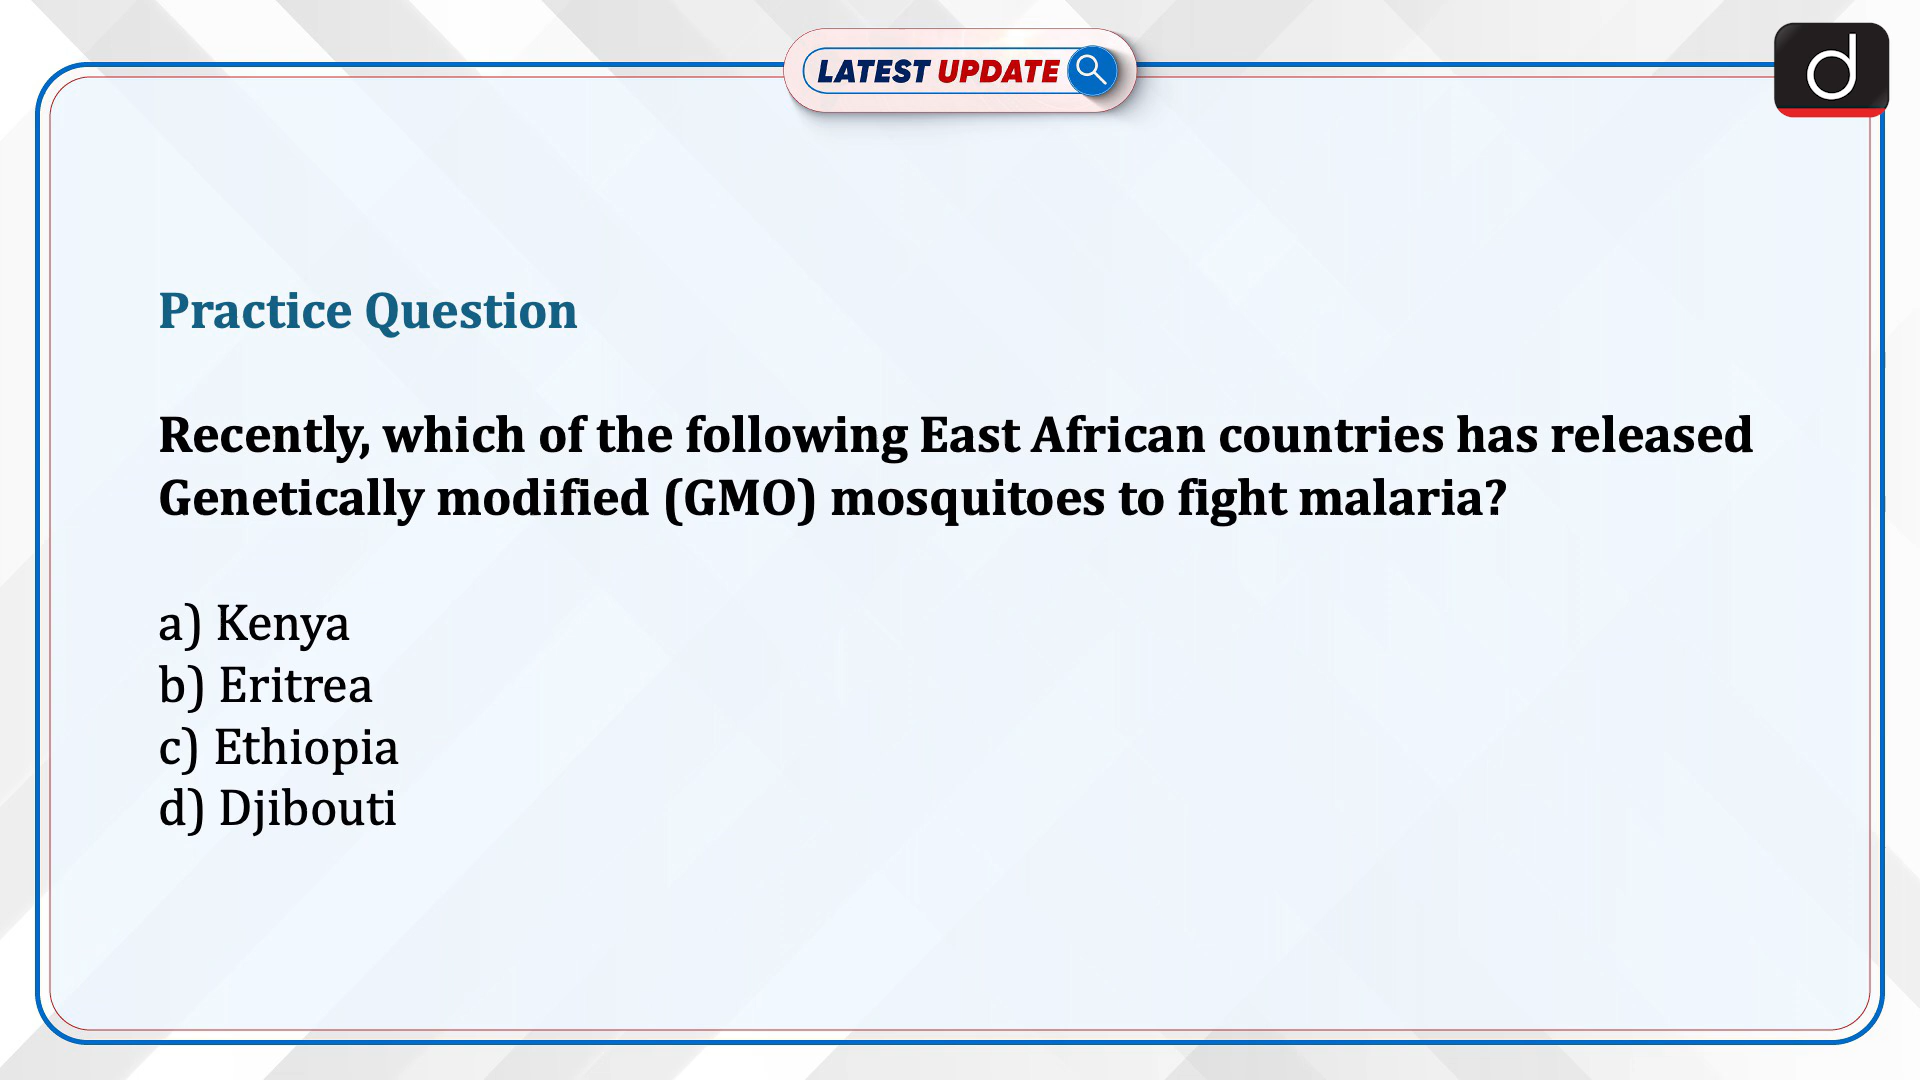 LATEST UPDATE
d
Practice Question
Recently, which of the following East African countries has released
Genetically modified (GMO) mosquitoes to fight malaria?
a) Kenya
b) Eritrea
c) Ethiopia
d) Djibouti